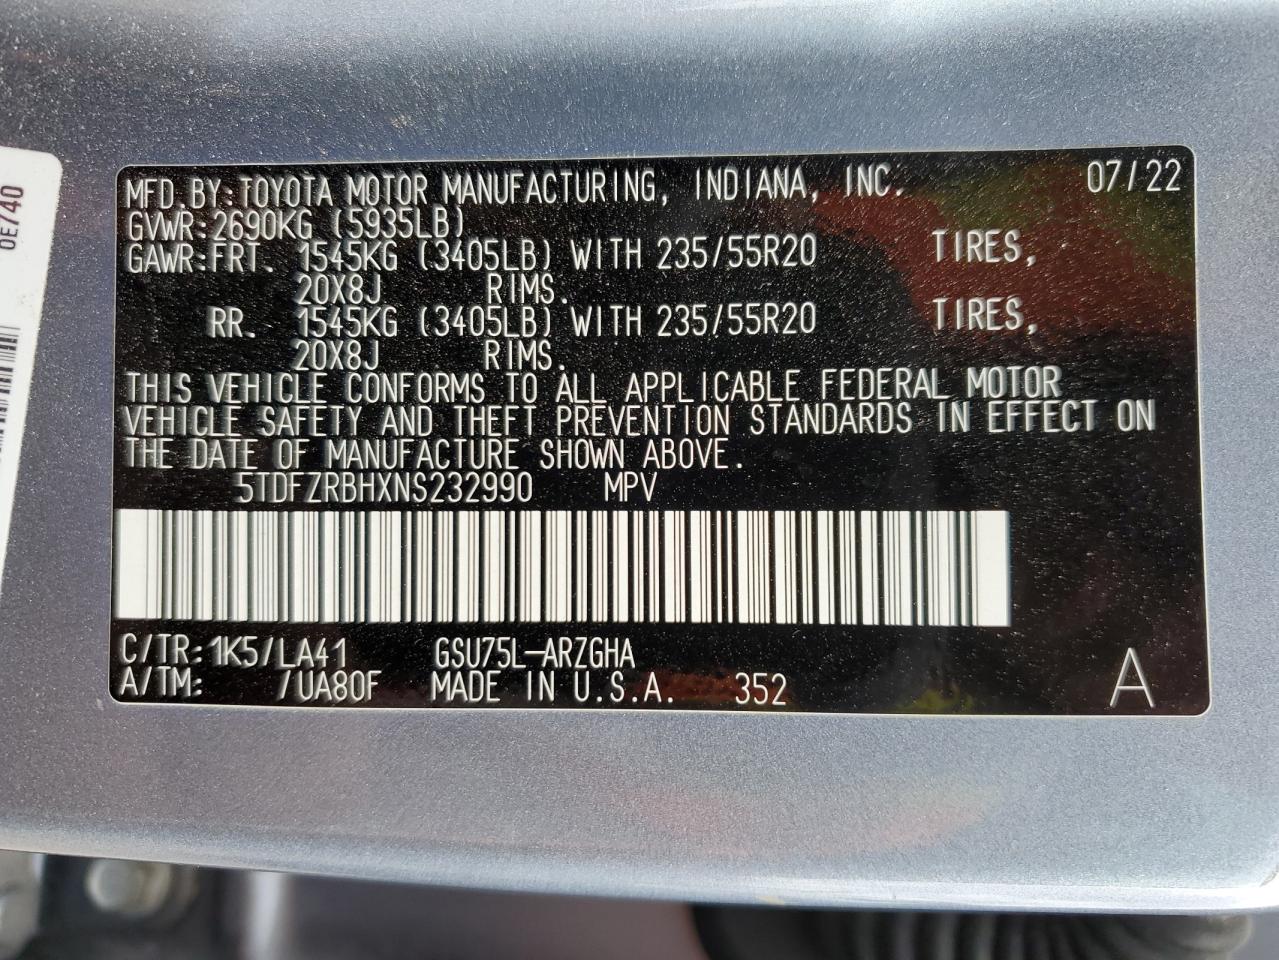 MFD.BY:TOYOTA MOTOR MANUFACTURING, INDIANA, INC. 07/22
GVWR:2690KG (5935LB)
GAWR:FRT. 1545KG (3405LB) WITH 235/55R20 TIRES,
20X8J RIMS.
RR. 1545KG (3405LB) WITH 235/55R20 TIRES,
20X8J RIMS.
THIS VEHICLE CONFORMS TO ALL APPLICABLE FEDERAL MOTOR
VEHICLE SAFETY AND THEFT PREVENTION STANDARDS IN EFFECT ON
THE DATE OF MANUFACTURE SHOWN ABOVE.
5TDFZRBHXNS232990 MPV
C/TR:1K5/LA41 GSU75L-ARZGHA
A/TM: /UA80F MADE IN U.S.A. 352 A
0E740